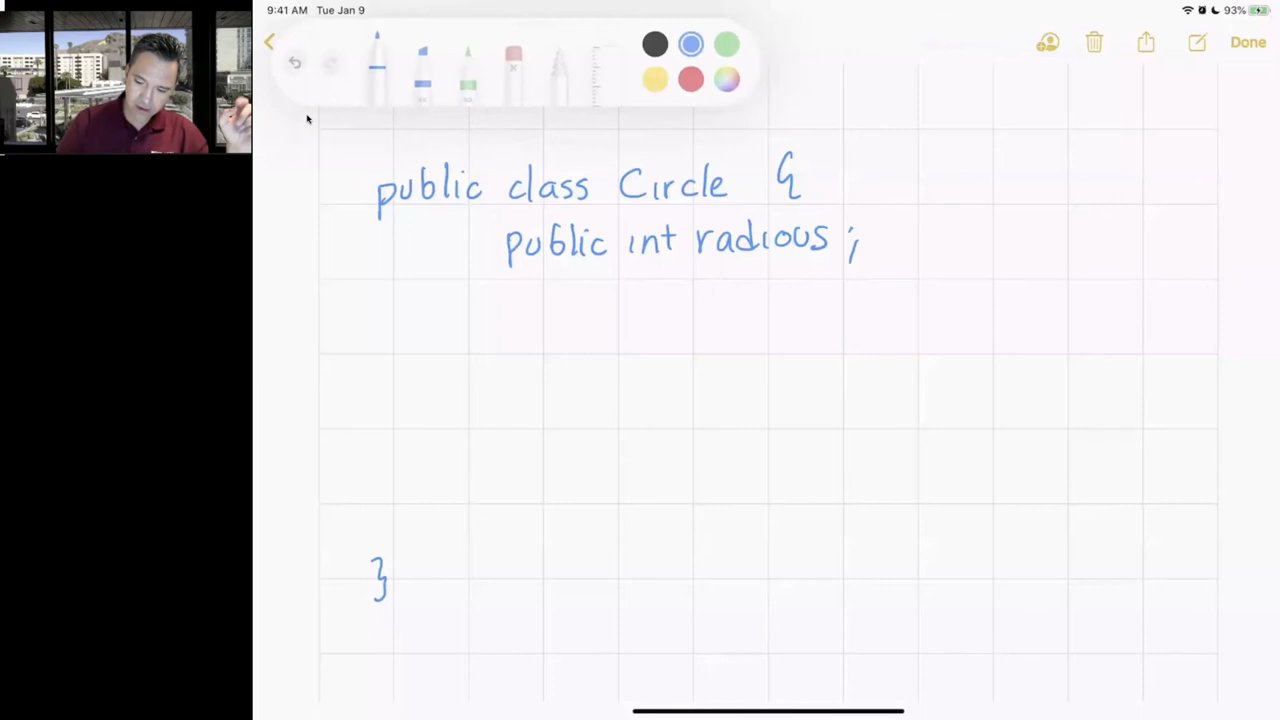 9:41 AM Tue Jan 9
93%
Done
public class Circle {
public int radious ;
}